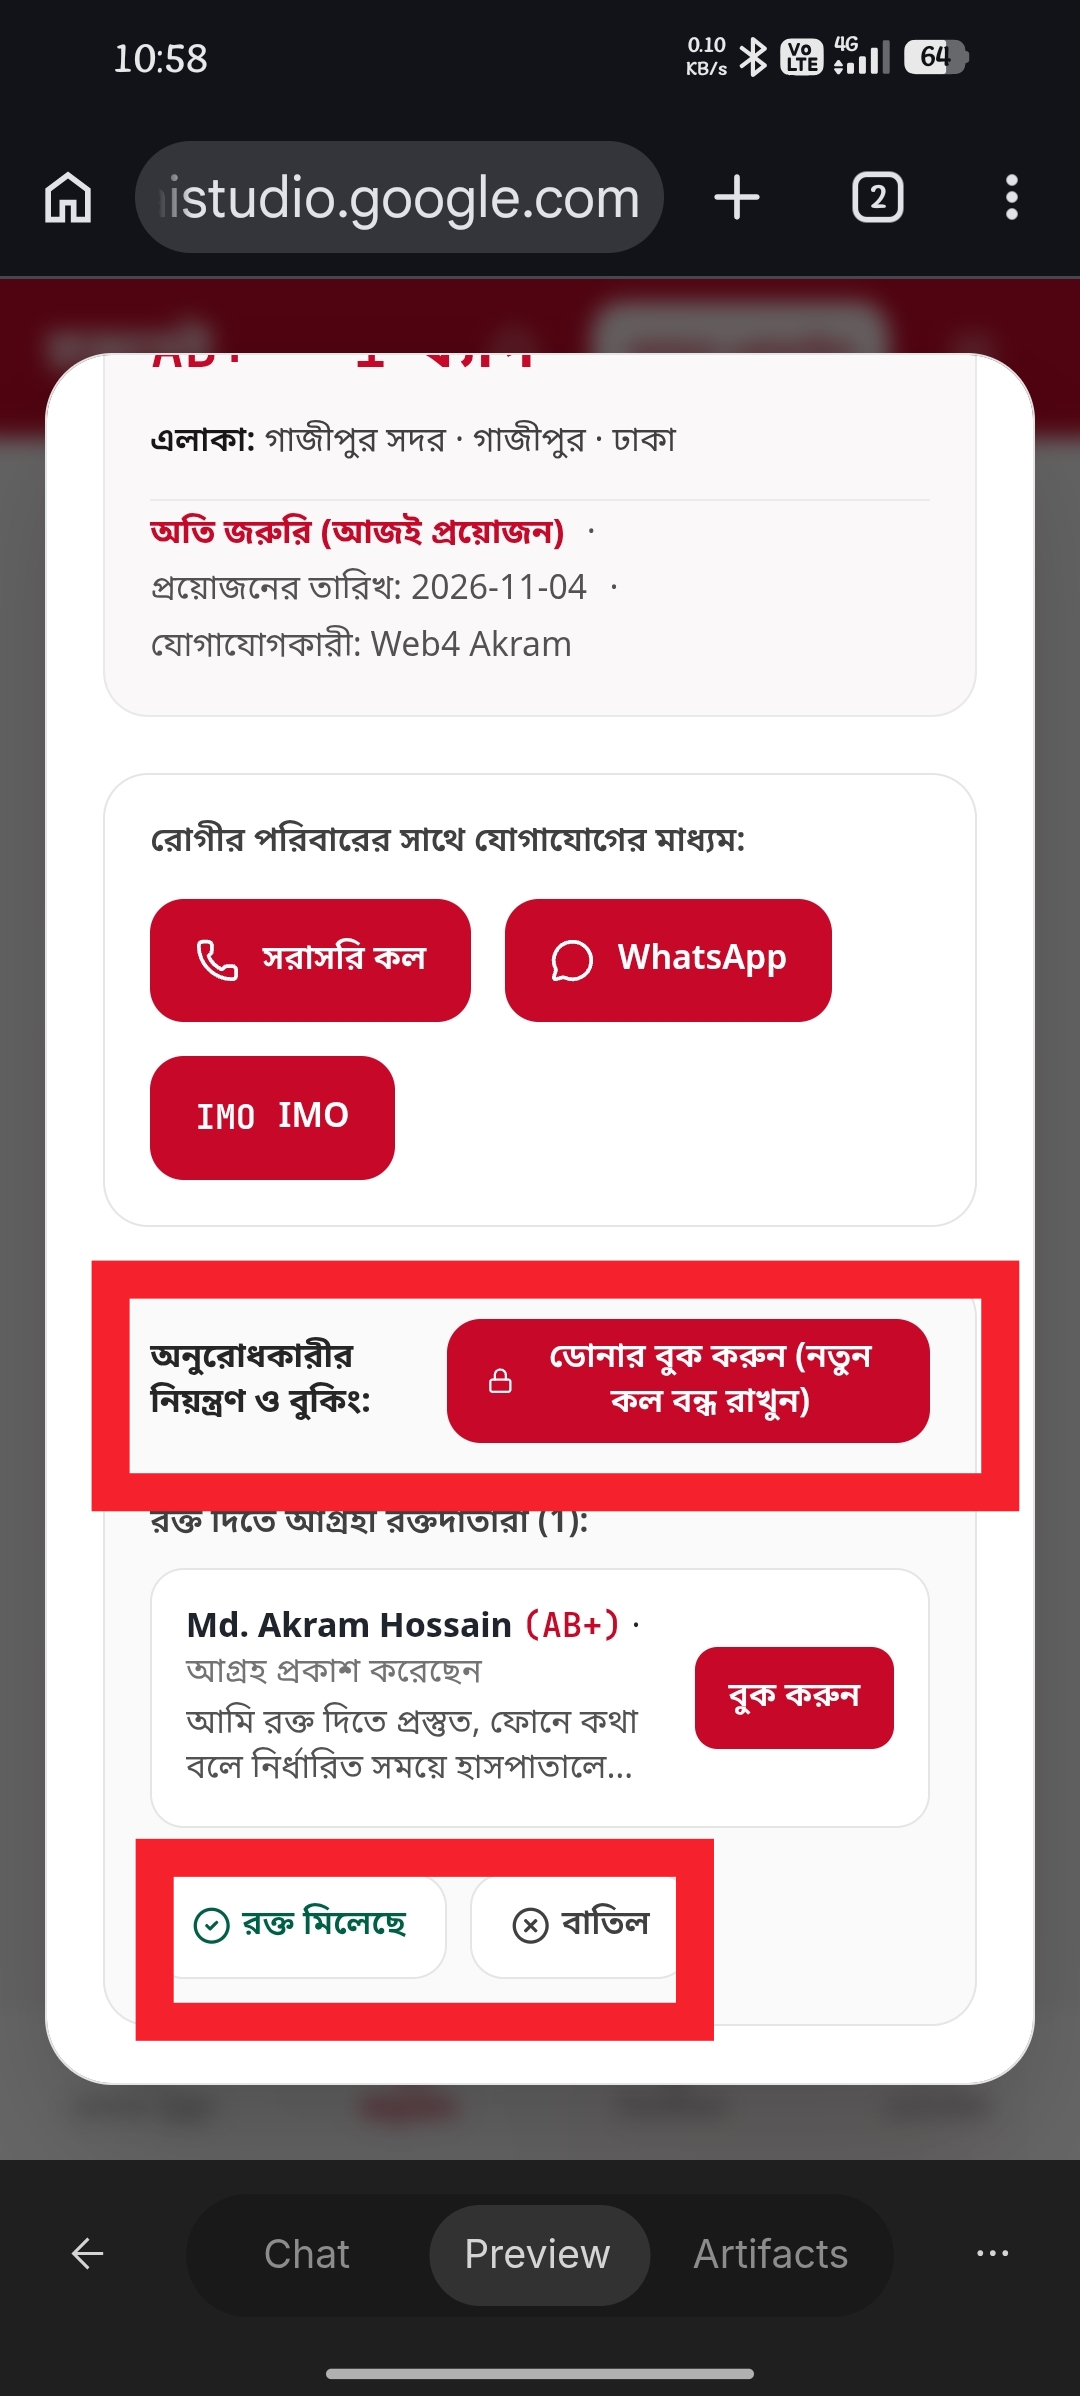 10:58
0.10 KB/s
Vo LTE
4G
64
istudio.google.com
2
এলাকা: গাজীপুর সদর · গাজীপুর · ঢাকা
অতি জরুরি (আজই প্রয়োজন) ·
প্রয়োজনের তারিখ: 2026-11-04 ·
যোগাযোগকারী: Web4 Akram
রোগীর পরিবারের সাথে যোগাযোগের মাধ্যম:
সরাসরি কল
WhatsApp
IMO IMO
অনুরোধকারীর
নিয়ন্ত্রণ ও বুকিং:
ডোনার বুক করুন (নতুন
কল বন্ধ রাখুন)
রক্ত দিতে আগ্রহী রক্তদাতারা (1):
Md. Akram Hossain (AB+) ·
আগ্রহ প্রকাশ করেছেন
আমি রক্ত দিতে প্রস্তুত, ফোনে কথা
বলে নির্ধারিত সময়ে হাসপাতালে...
বুক করুন
রক্ত মিলেছে
বাতিল
Chat
Preview
Artifacts